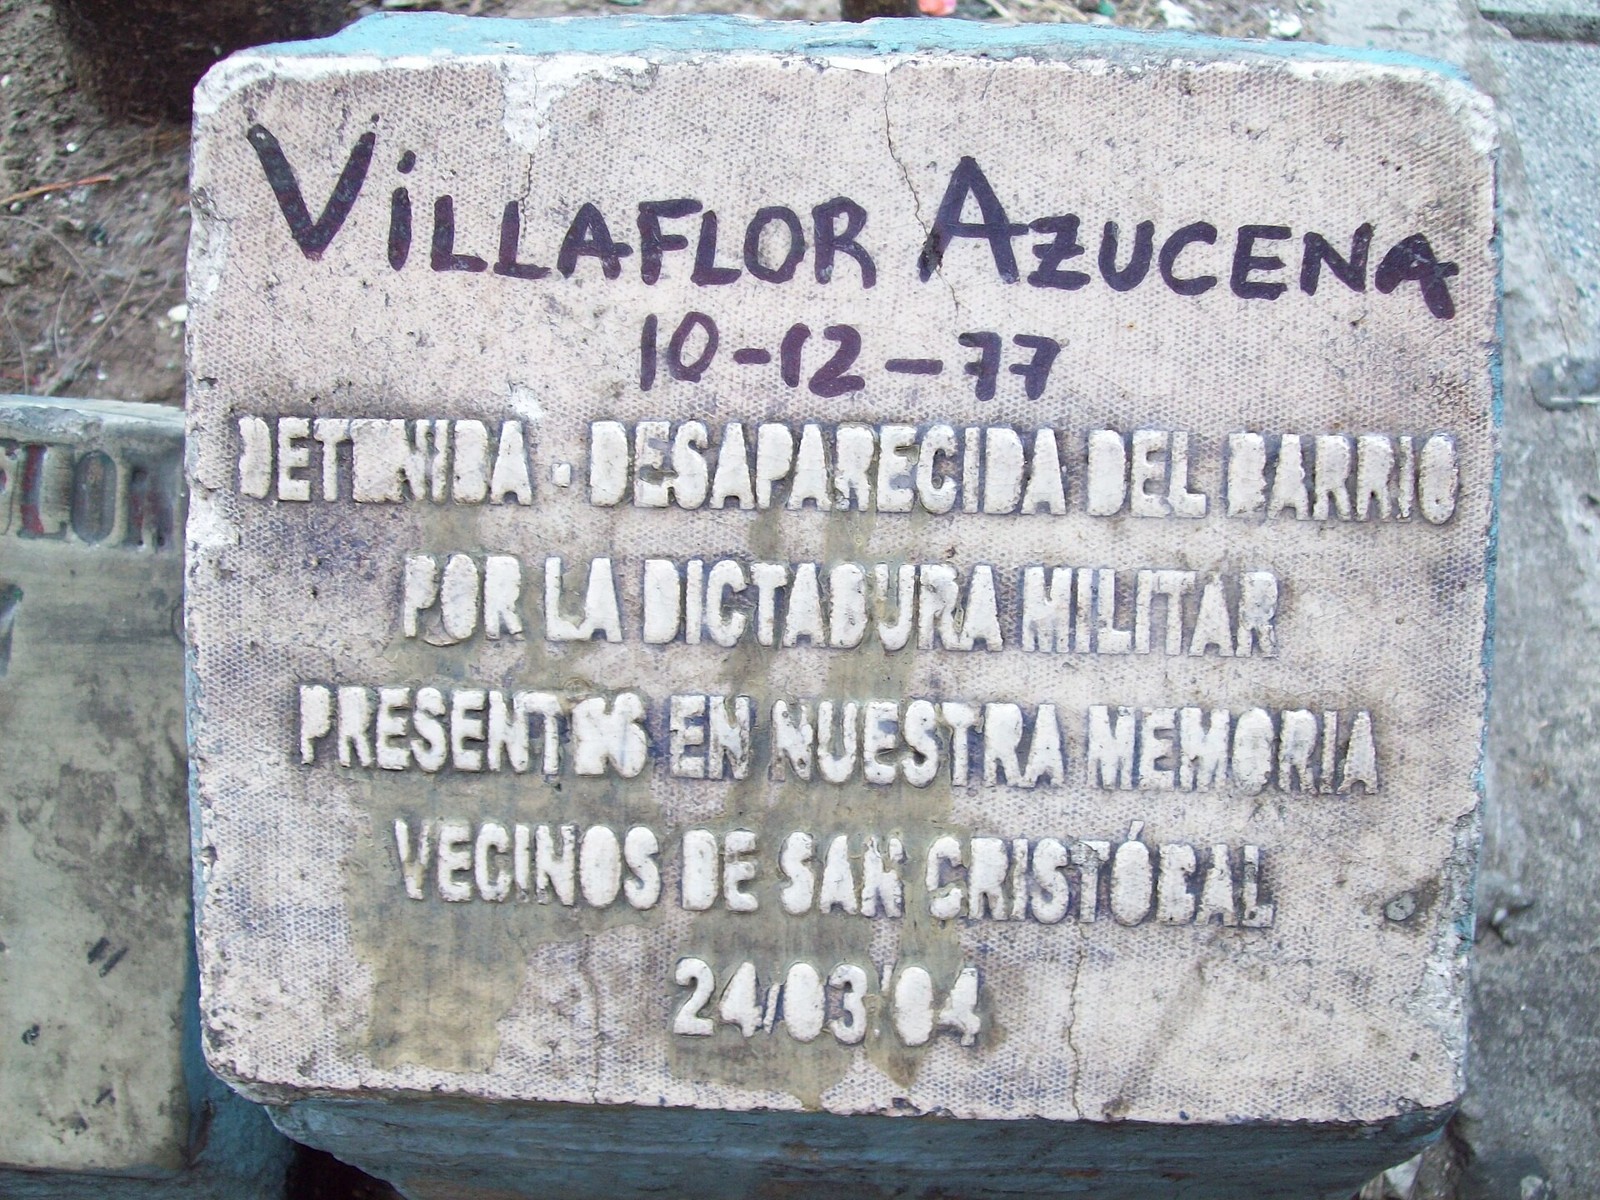 VILLAFLOR AZUCENA
10-12-77
DETENIDA · DESAPARECIDA DEL BARRIO
POR LA DICTADURA MILITAR
PRESENTES EN NUESTRA MEMORIA
VECINOS DE SAN CRISTÓBAL
24/03/04